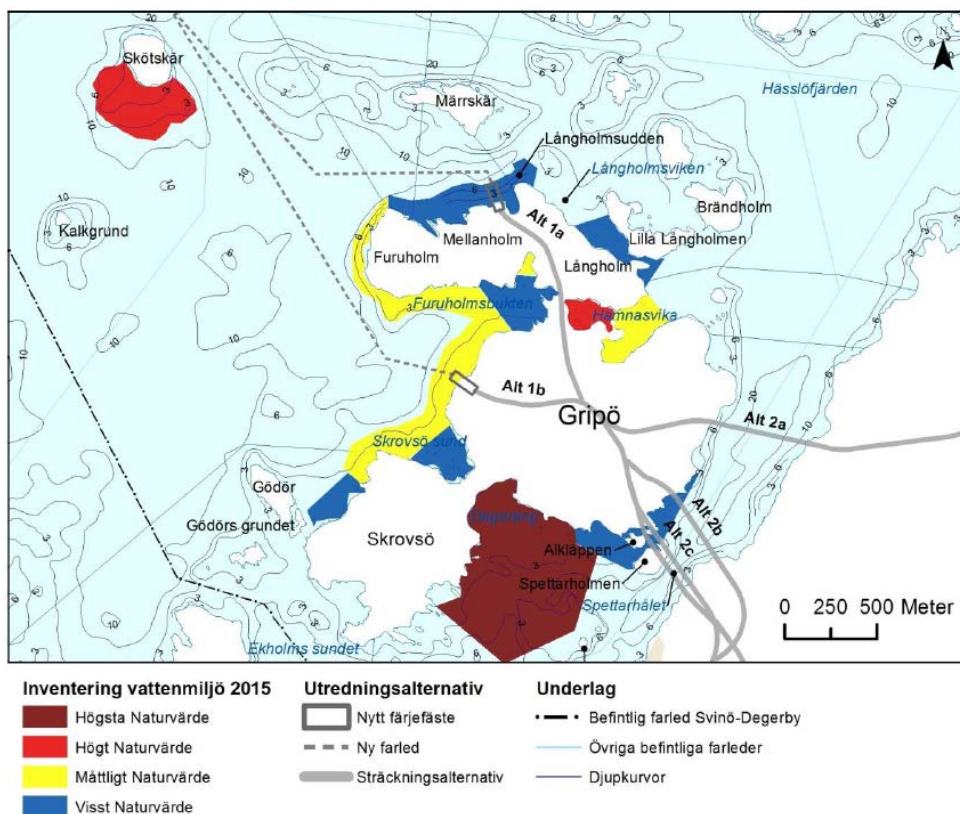 Skötskär
Märrskär
Hässlöfjärden
Långholmsudden
Långholmsviken
Brändholm
Kalkgrund
Alt 1a
Mellanholm
Lilla Långholmen
Furuholm
Långholm
Furuholmsbukten
Hamnasvika
Alt 1b
Gripö
Alt 2a
Skrovsö sund
Gödör
Gödörs grundet
Skrovsö
Alt 2b
Alkläppen
Alt 2c
Spettarholmen
Spettarhålet
0 250 500 Meter
Ekholms sundet
Inventering vattenmiljö 2015
Högsta Naturvärde
Högt Naturvärde
Måttligt Naturvärde
Visst Naturvärde
Utredningsalternativ
Nytt färjefäste
Ny farled
Sträckningsalternativ
Underlag
Befintlig farled Svinö-Degerby
Övriga befintliga farleder
Djupkurvor